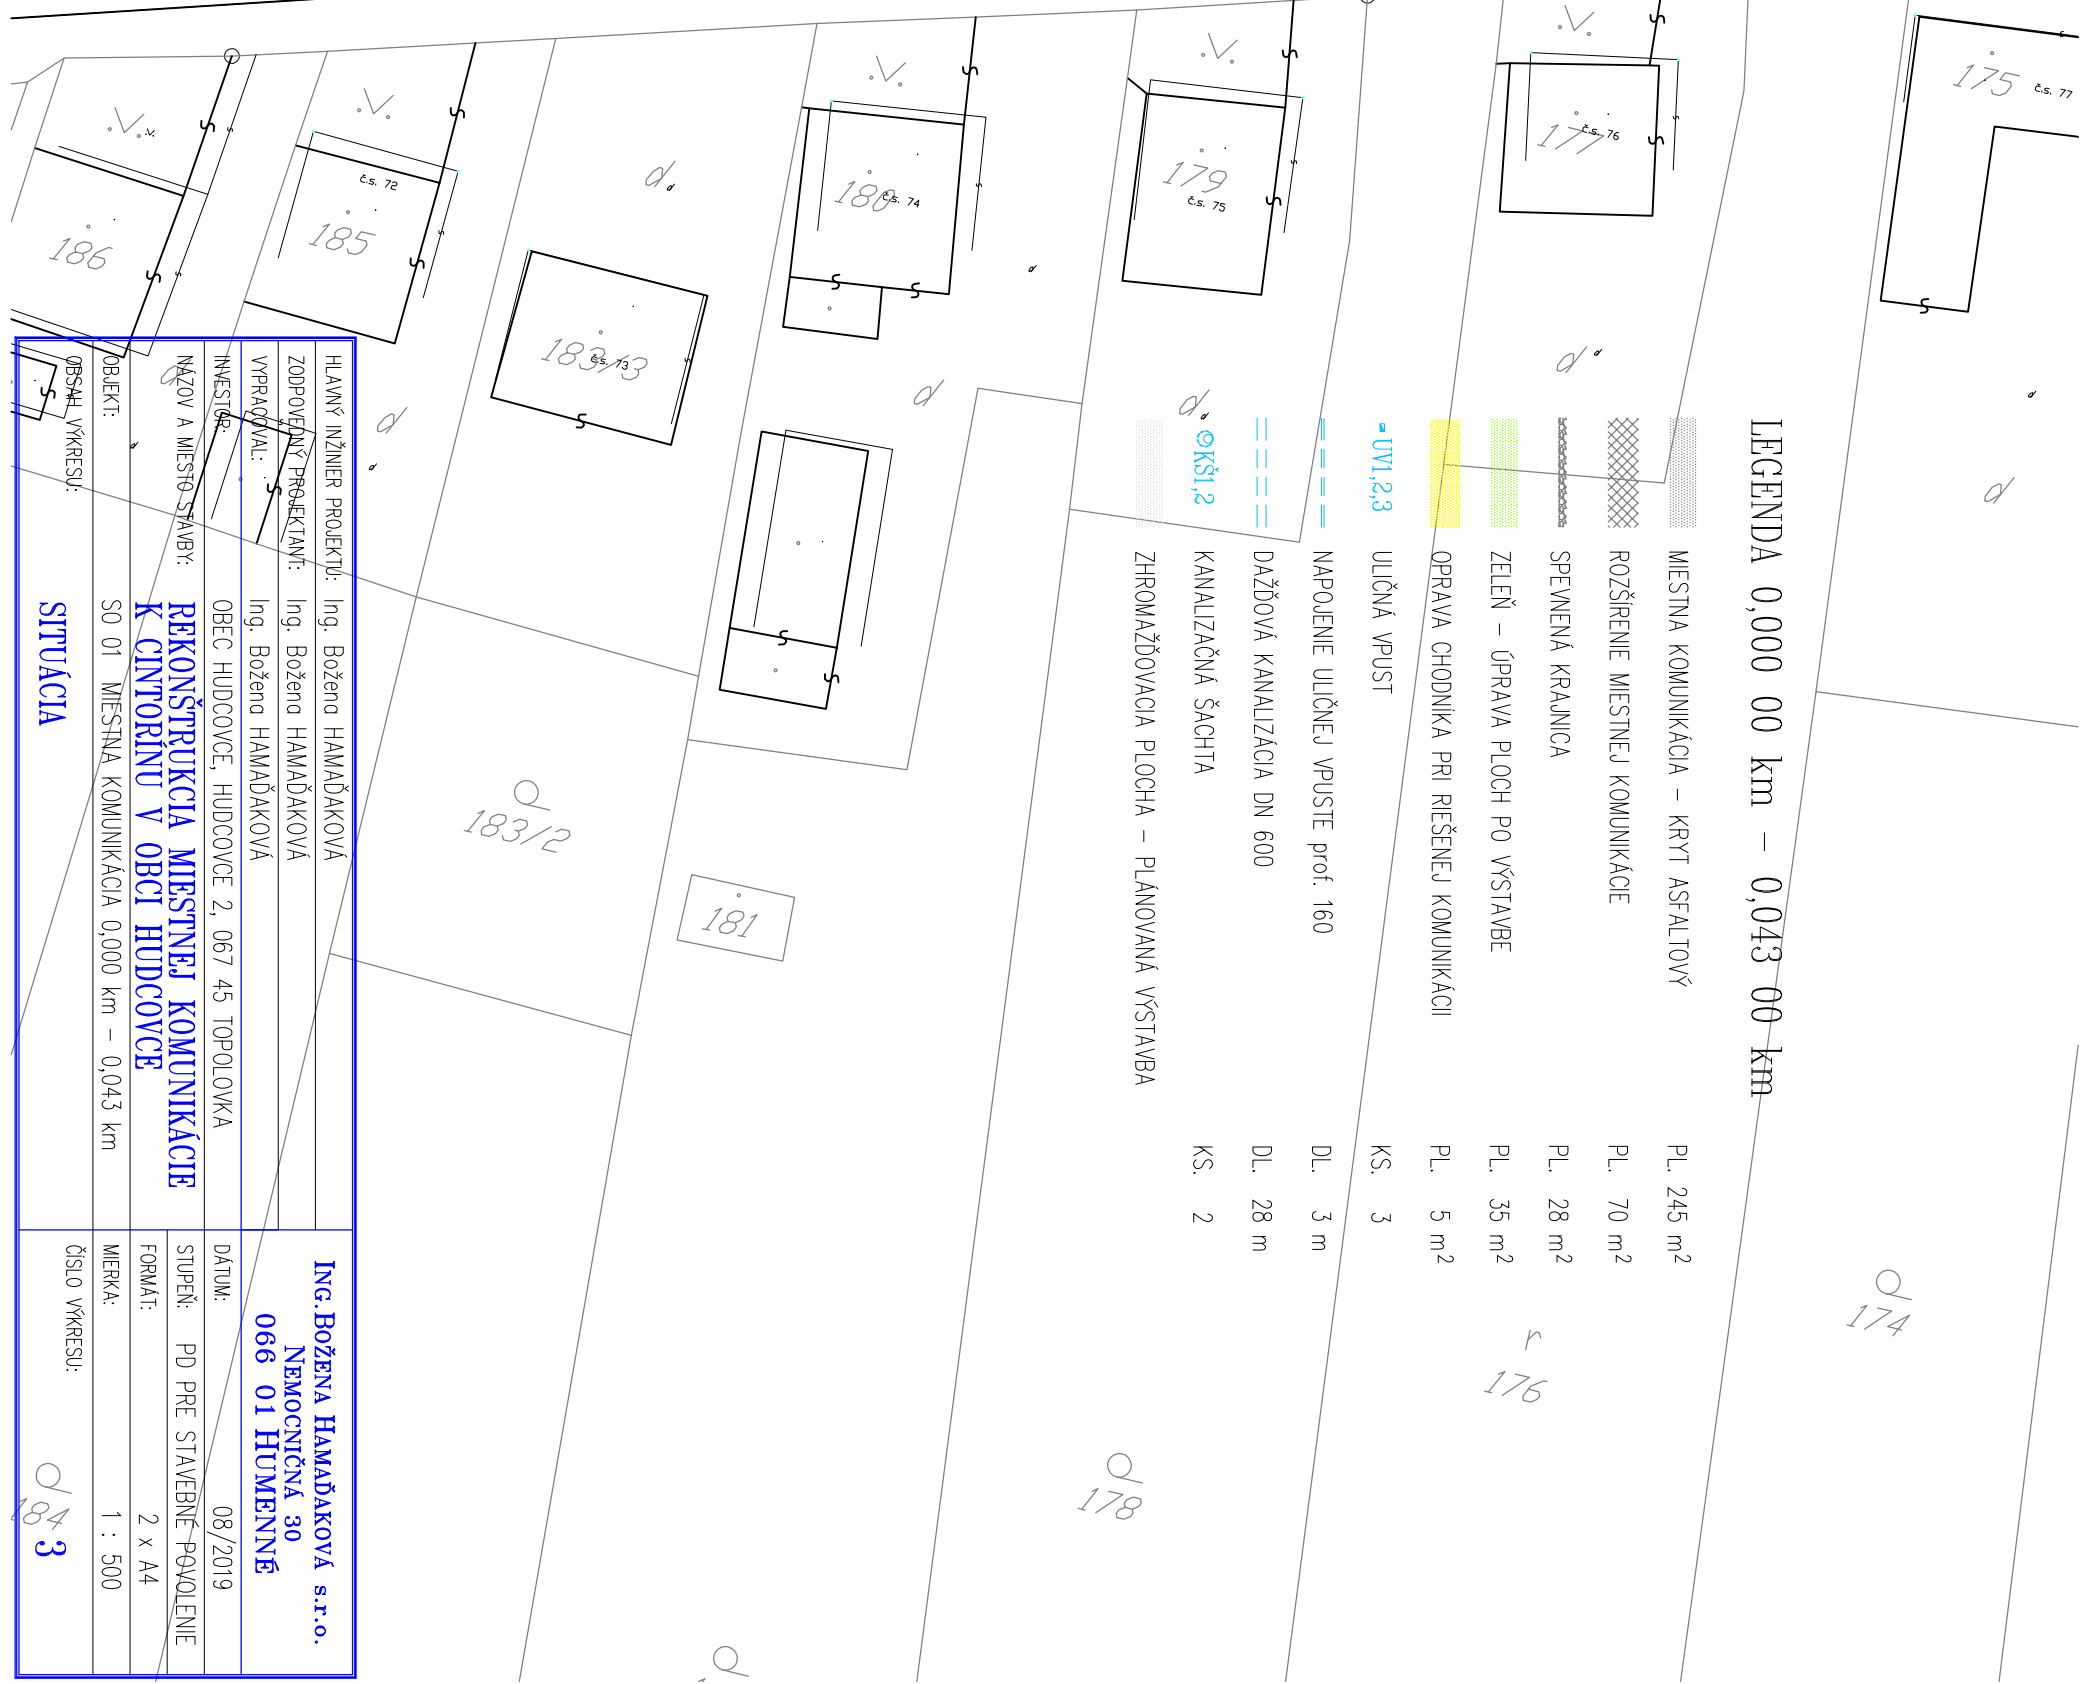 LEGENDA 0,000 00 km – 0,043 00 km
MIESTNA KOMUNIKÁCIA – KRYT ASFALTOVÝ PL. 245 m²
ROZŠÍRENIE MIESTNEJ KOMUNIKÁCIE PL. 70 m²
SPEVNENÁ KRAJNICA PL. 28 m²
ZELEŇ – ÚPRAVA PLOCH PO VÝSTAVBE PL. 35 m²
OPRAVA CHODNÍKA PRI RIEŠENEJ KOMUNIKÁCII PL. 5 m²
UV1,2,3 ULIČNÁ VPUST KS. 3
NAPOJENIE ULIČNEJ VPUSTE prof. 160 DL. 3 m
DAŽĎOVÁ KANALIZÁCIA DN 600 DL. 28 m
KŠ1,2 KANALIZAČNÁ ŠACHTA KS. 2
ZHROMAŽĎOVACIA PLOCHA – PLÁNOVANÁ VÝSTAVBA
HLAVNÝ INŽINIER PROJEKTU: Ing. Božena HAMAĎAKOVÁ
ZODPOVEDNÝ PROJEKTANT: Ing. Božena HAMAĎAKOVÁ
VYPRACOVAL: Ing. Božena HAMAĎAKOVÁ
ING.BOŽENA HAMAĎAKOVÁ s.r.o.
NEMOCNIČNÁ 30
066 01 HUMENNÉ
INVESTOR: OBEC HUDCOVCE, HUDCOVCE 2, 067 45 TOPOLOVKA
DÁTUM: 08/2019
NÁZOV A MIESTO STAVBY: REKONŠTRUKCIA MIESTNEJ KOMUNIKÁCIE
K CINTORÍNU V OBCI HUDCOVCE
STUPEŇ: PD PRE STAVEBNÉ POVOLENIE
FORMÁT: 2 x A4
OBJEKT: SO 01 MIESTNA KOMUNIKÁCIA 0,000 km – 0,043 km
MIERKA: 1 : 500
OBSAH VÝKRESU: SITUÁCIA
ČÍSLO VÝKRESU: 3
186
185
č.s. 72
183/3
č.s. 73
180
č.s. 74
179
č.s. 75
177
č.s. 76
175
č.s. 77
183/2
181
184
178
r
176
174